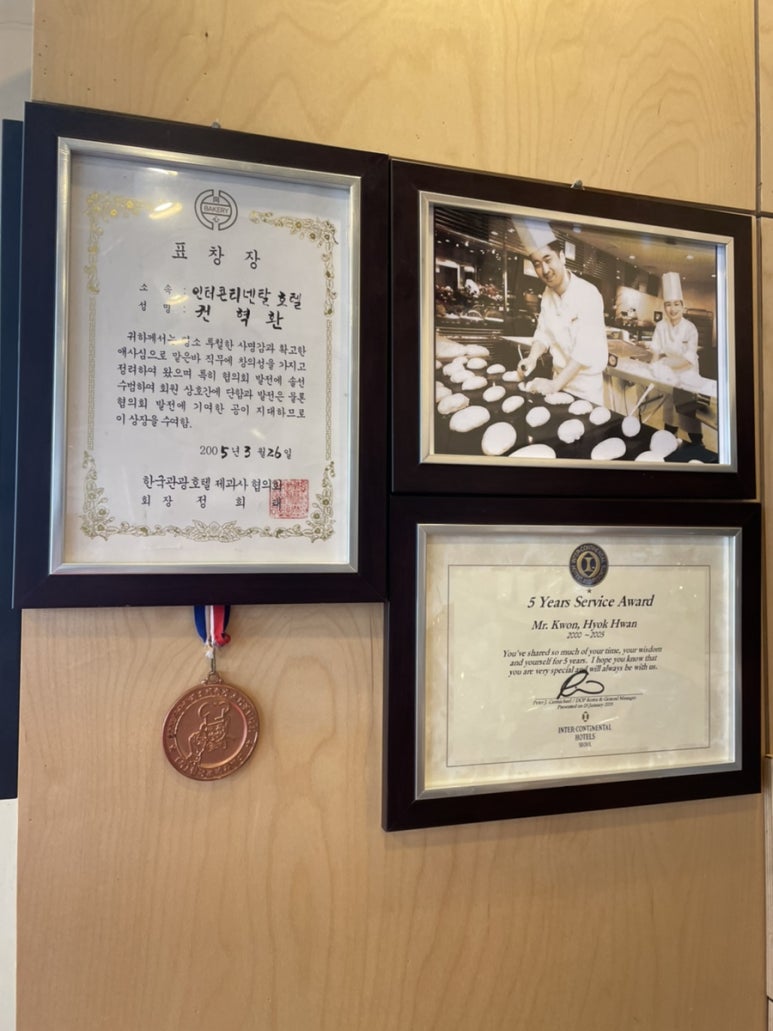 BAKERY
표창장
소 속 : 인터콘티넨탈 호텔
성 명 : 권 혁 환
귀하께서는 평소 투철한 사명감과 확고한
애사심으로 맡은바 직무에 창의성을 가지고
정려하여 왔으며 특히 협의회 발전에 솔선
수범하여 회원 상호간에 단합과 발전은 물론
협의회 발전에 기여한 공이 지대하므로
이 상장을 수여함.
2005년 3월 26일
한국관광호텔 제과사 협의회
회 장 정 희 태
5 Years Service Award
Mr. Kwon, Hyok Hwan
2000 ~ 2005
You've shared so much of your time, your wisdom
and yourself for 5 years. I hope you know that
you are very special and will always be with us.
Peter J. Carmichael / DOP Korea & General Manager
INTER-CONTINENTAL
HOTELS
SEOUL